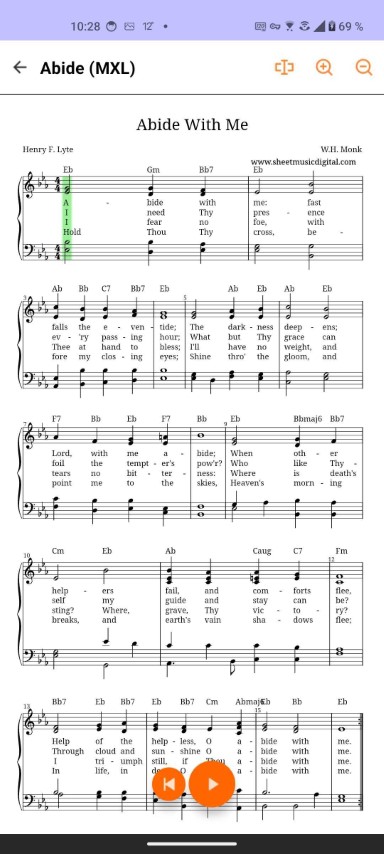 10:28 12° 69 %
Abide (MXL)
Abide With Me
Henry F. Lyte W.H. Monk
www.sheetmusicdigital.com
Eb Gm Bb7 Eb
A - bide with me: fast
I need Thy pres - ence
I fear no foe, with
Hold Thou Thy cross, be -
3 5
Ab Bb C7 Bb7 Eb Ab Eb Ab Eb
falls the e - ven - tide; The dark - ness deep - ens;
ev - 'ry pass - ing hour; What but Thy grace can
Thee at hand to bless; I'll have no weight, and
fore my clos - ing eyes; Shine thro' the gloom, and
7 9
F7 Bb Eb F7 Bb Eb Bbmaj6 Bb7
Lord, with me a - bide; When oth - er
foil the tempt - er's pow'r? Who like Thy -
tears no bit - ter - ness: Where is death's
point me to the skies, Heaven's morn - ing
10 12
Cm Eb Ab Caug C7 Fm
help - ers fail, and com - forts flee,
self my guide and stay can be?
sting? Where, grave, Thy vic - to - ry?
breaks, and earth's vain sha - dows flee;
13 15
Bb7 Eb Bb7 Eb Bb7 Cm Abmaj6 Eb Bb Eb
Help of the help - less, O a - bide with me.
Through cloud and sun - shine O a - bide with me.
I tri - umph still, if Thou a - bide with me.
In life, in O a - bide with me.